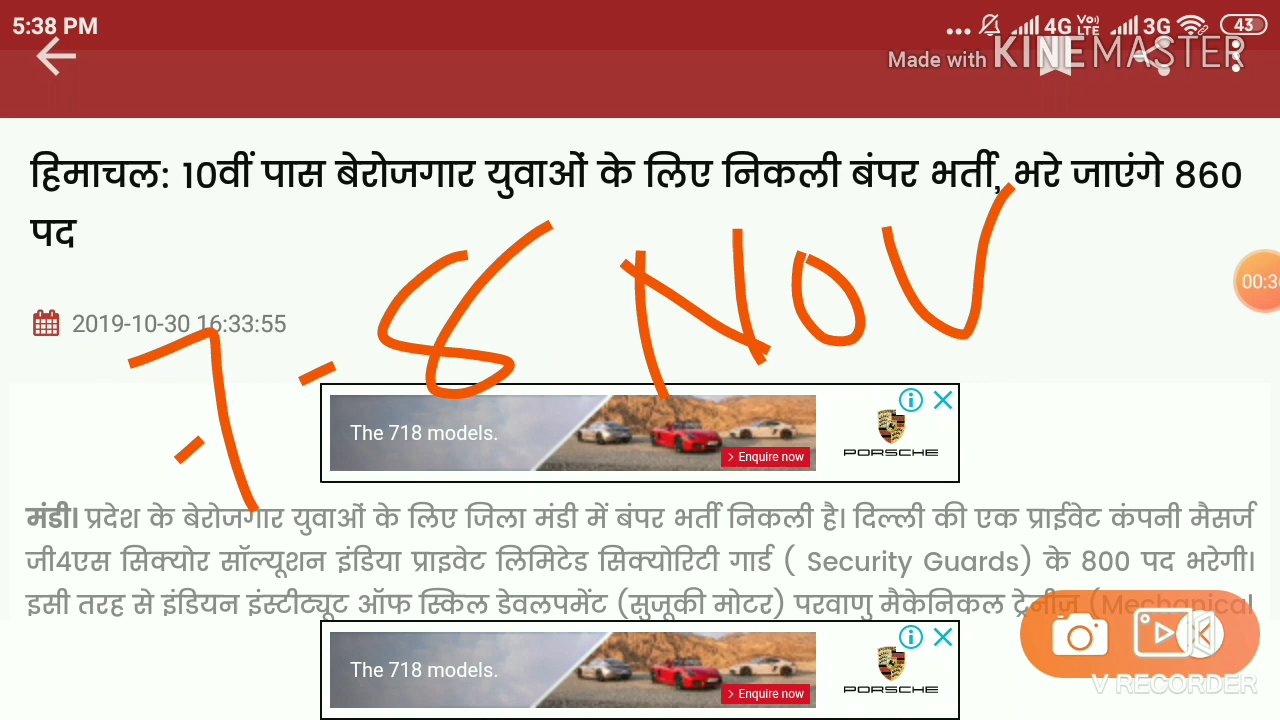 5:38 PM
4G Vo) LTE 3G 43
Made with KINEMASTER
हिमाचल: 10वीं पास बेरोजगार युवाओं के लिए निकली बंपर भर्ती, भरे जाएंगे 860
पद
2019-10-30 16:33:55
7-8 NOV
The 718 models.
> Enquire now
PORSCHE
मंडी। प्रदेश के बेरोजगार युवाओं के लिए जिला मंडी में बंपर भर्ती निकली है। दिल्ली की एक प्राईवेट कंपनी मैसर्ज
जी4एस सिक्योर सॉल्यूशन इंडिया प्राइवेट लिमिटेड सिक्योरिटी गार्ड ( Security Guards) के 800 पद भरेगी।
इसी तरह से इंडियन इंस्टीट्यूट ऑफ स्किल डेवलपमेंट (सुजूकी मोटर) परवाणु मैकेनिकल ट्रेनीज़ (Mechanical
The 718 models.
> Enquire now
PORSCHE
V RECORDER